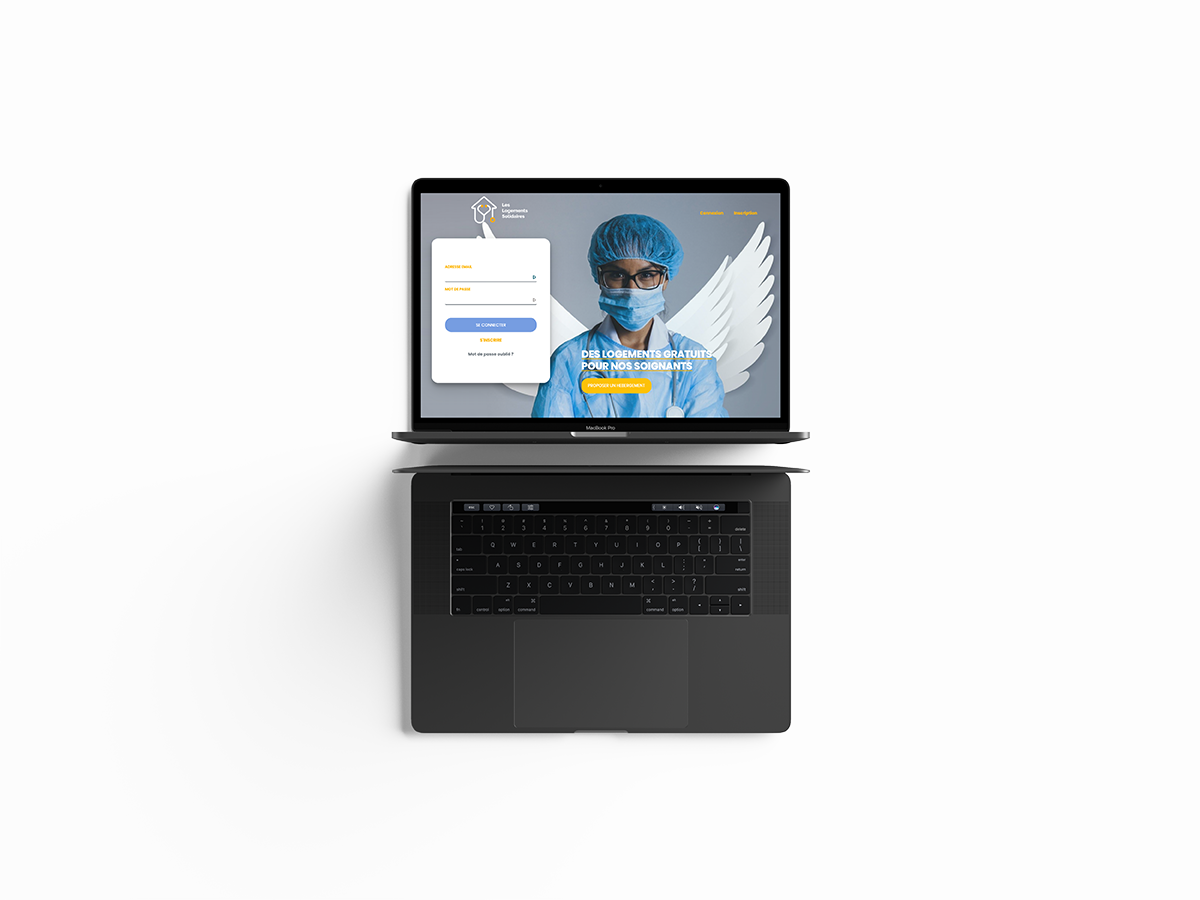 Les
Logements
Solidaires
Connexion
Inscription
ADRESSE EMAIL
MOT DE PASSE
SE CONNECTER
S'INSCRIRE
Mot de passe oublié ?
DES LOGEMENTS GRATUITS
POUR NOS SOIGNANTS
PROPOSER UN HEBERGEMENT
MacBook Pro
esc
1 2 3 4 5 6 7 8 9 0
delete
tab Q W E R T Y U I O P { } \
caps lock A S D F G H J K L enter
return
shift Z X C V B N M < > ? / shift
fn control option command command option